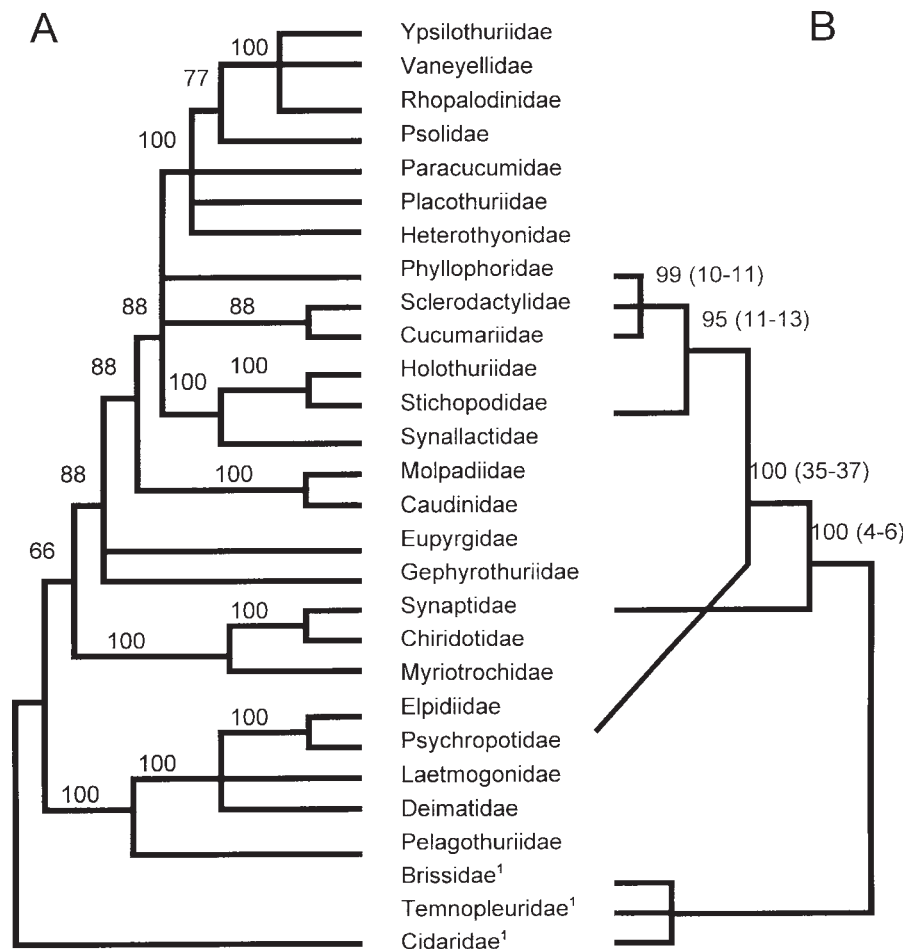 A
B
100
Ypsilothuriidae
77
Vaneyellidae
Rhopalodinidae
100
Psolidae
Paracucumidae
Placothuriidae
Heterothyonidae
Phyllophoridae
99 (10-11)
88
88
Sclerodactylidae
95 (11-13)
Cucumariidae
88
100
100
Holothuriidae
Stichopodidae
Synallactidae
88
100
Molpadiidae
100 (35-37)
Caudinidae
66
Eupyrgidae
100 (4-6)
Gephyrothuriidae
Synaptidae
100
100
Chiridotidae
Myriotrochidae
Elpidiidae
100
Psychropotidae
100
Laetmogonidae
100
Deimatidae
Pelagothuriidae
Brissidae¹
Temnopleuridae¹
Cidaridae¹